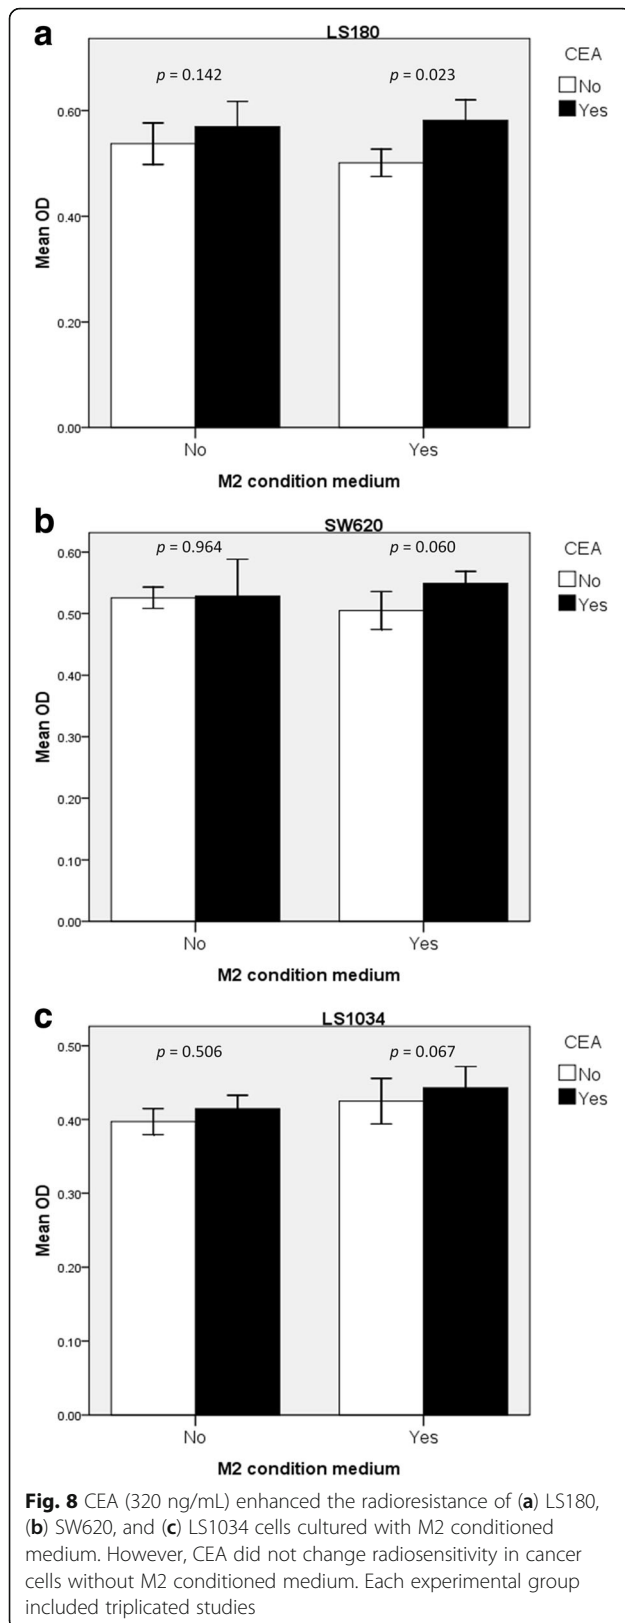 a
LS180
p = 0.142
p = 0.023
CEA
No
Yes
Mean OD
0.60
0.40
0.20
0.00
No
Yes
M2 condition medium
b
SW620
p = 0.964
p = 0.060
CEA
No
Yes
Mean OD
0.60
0.50
0.40
0.30
0.20
0.10
0.00
No
Yes
M2 condition medium
c
LS1034
p = 0.506
p = 0.067
CEA
No
Yes
Mean OD
0.50
0.40
0.30
0.20
0.10
0.00
No
Yes
M2 condition medium
Fig. 8 CEA (320 ng/mL) enhanced the radioresistance of (a) LS180,
(b) SW620, and (c) LS1034 cells cultured with M2 conditioned
medium. However, CEA did not change radiosensitivity in cancer
cells without M2 conditioned medium. Each experimental group
included triplicated studies